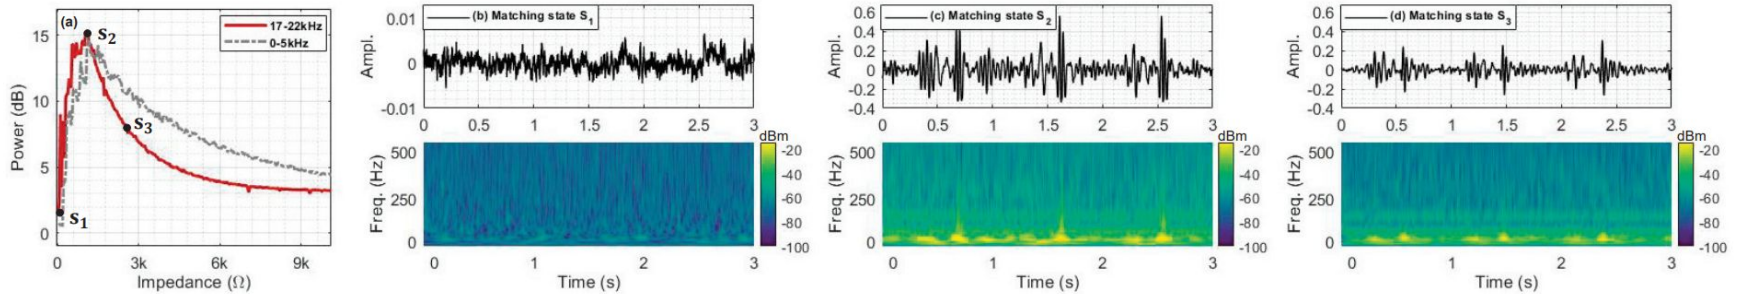 (a)
17-22kHz
0-5kHz
Power (dB)
15
10
5
0
S2
S3
S1
0
3k
6k
9k
Impedance (Ω)
(b) Matching state S1
Ampl.
0.01
0
-0.01
0
0.5
1
1.5
2
2.5
3
Freq. (Hz)
500
250
0
0
1
2
3
Time (s)
dBm
-20
-40
-60
-80
-100
(c) Matching state S2
Ampl.
0.6
0.4
0.2
0
-0.2
-0.4
0
0.5
1
1.5
2
2.5
3
Freq. (Hz)
500
250
0
0
1
2
3
Time (s)
dBm
-20
-40
-60
-80
-100
(d) Matching state S3
Ampl.
0.6
0.4
0.2
0
-0.2
-0.4
0
0.5
1
1.5
2
2.5
3
Freq. (Hz)
500
250
0
0
1
2
3
Time (s)
dBm
-20
-40
-60
-80
-100